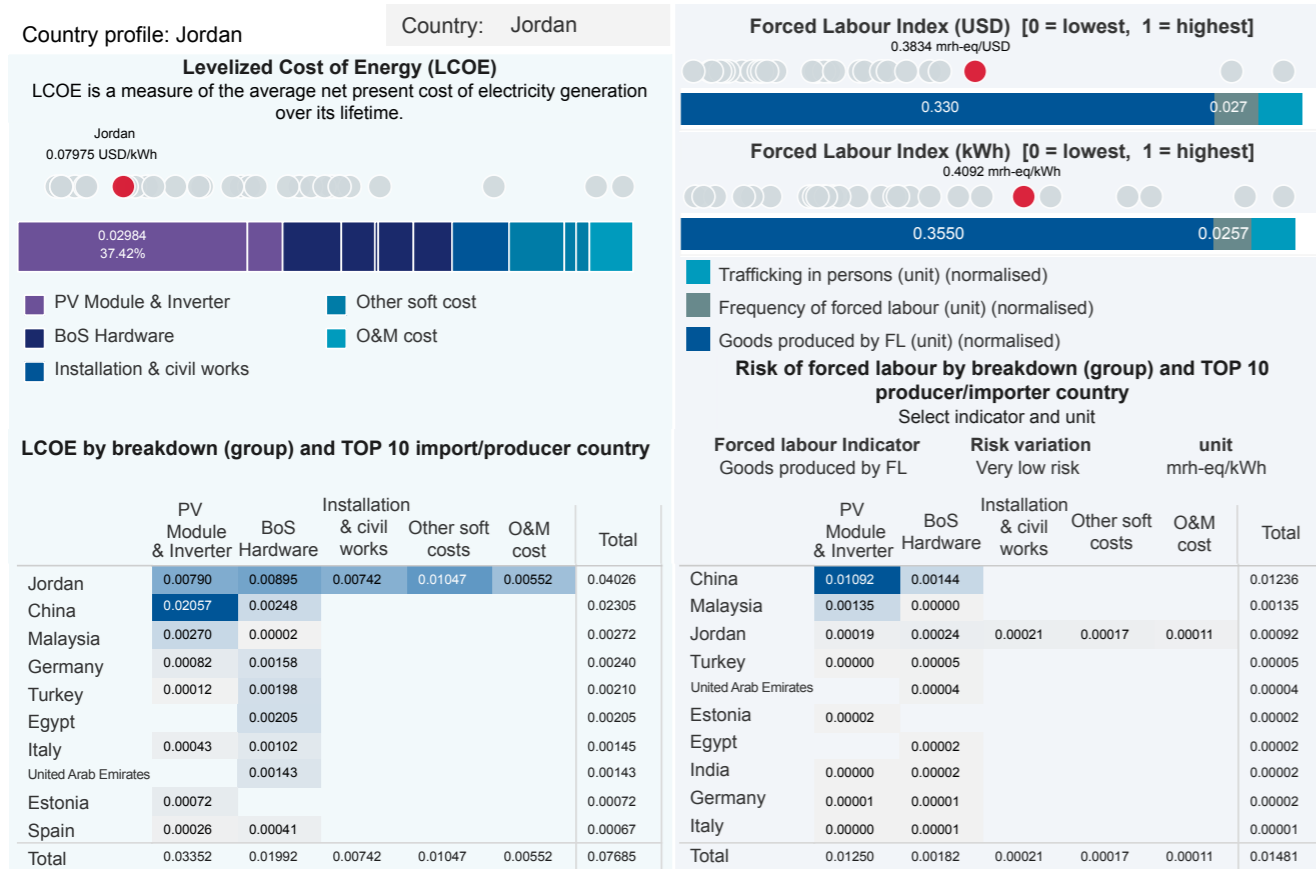 Country profile: Jordan
Country: Jordan
Levelized Cost of Energy (LCOE)
LCOE is a measure of the average net present cost of electricity generation
over its lifetime.
Jordan
0.07975 USD/kWh
0.02984
37.42%
PV Module & Inverter
Other soft cost
BoS Hardware
O&M cost
Installation & civil works
LCOE by breakdown (group) and TOP 10 import/producer country
PV Module & Inverter BoS Hardware Installation & civil works Other soft costs O&M cost Total
Jordan 0.00790 0.00895 0.00742 0.01047 0.00552 0.04026
China 0.02057 0.00248 0.02305
Malaysia 0.00270 0.00002 0.00272
Germany 0.00082 0.00158 0.00240
Turkey 0.00012 0.00198 0.00210
Egypt 0.00205 0.00205
Italy 0.00043 0.00102 0.00145
United Arab Emirates 0.00143 0.00143
Estonia 0.00072 0.00072
Spain 0.00026 0.00041 0.00067
Total 0.03352 0.01992 0.00742 0.01047 0.00552 0.07685
Forced Labour Index (USD) [0 = lowest, 1 = highest]
0.3834 mrh-eq/USD
0.330 0.027
Forced Labour Index (kWh) [0 = lowest, 1 = highest]
0.4092 mrh-eq/kWh
0.3550 0.0257
Trafficking in persons (unit) (normalised)
Frequency of forced labour (unit) (normalised)
Goods produced by FL (unit) (normalised)
Risk of forced labour by breakdown (group) and TOP 10
producer/importer country
Select indicator and unit
Forced labour Indicator Risk variation unit
Goods produced by FL Very low risk mrh-eq/kWh
PV Module & Inverter BoS Hardware Installation & civil works Other soft costs O&M cost Total
China 0.01092 0.00144 0.01236
Malaysia 0.00135 0.00000 0.00135
Jordan 0.00019 0.00024 0.00021 0.00017 0.00011 0.00092
Turkey 0.00000 0.00005 0.00005
United Arab Emirates 0.00004 0.00004
Estonia 0.00002 0.00002
Egypt 0.00002 0.00002
India 0.00000 0.00002 0.00002
Germany 0.00001 0.00001 0.00002
Italy 0.00000 0.00001 0.00001
Total 0.01250 0.00182 0.00021 0.00017 0.00011 0.01481